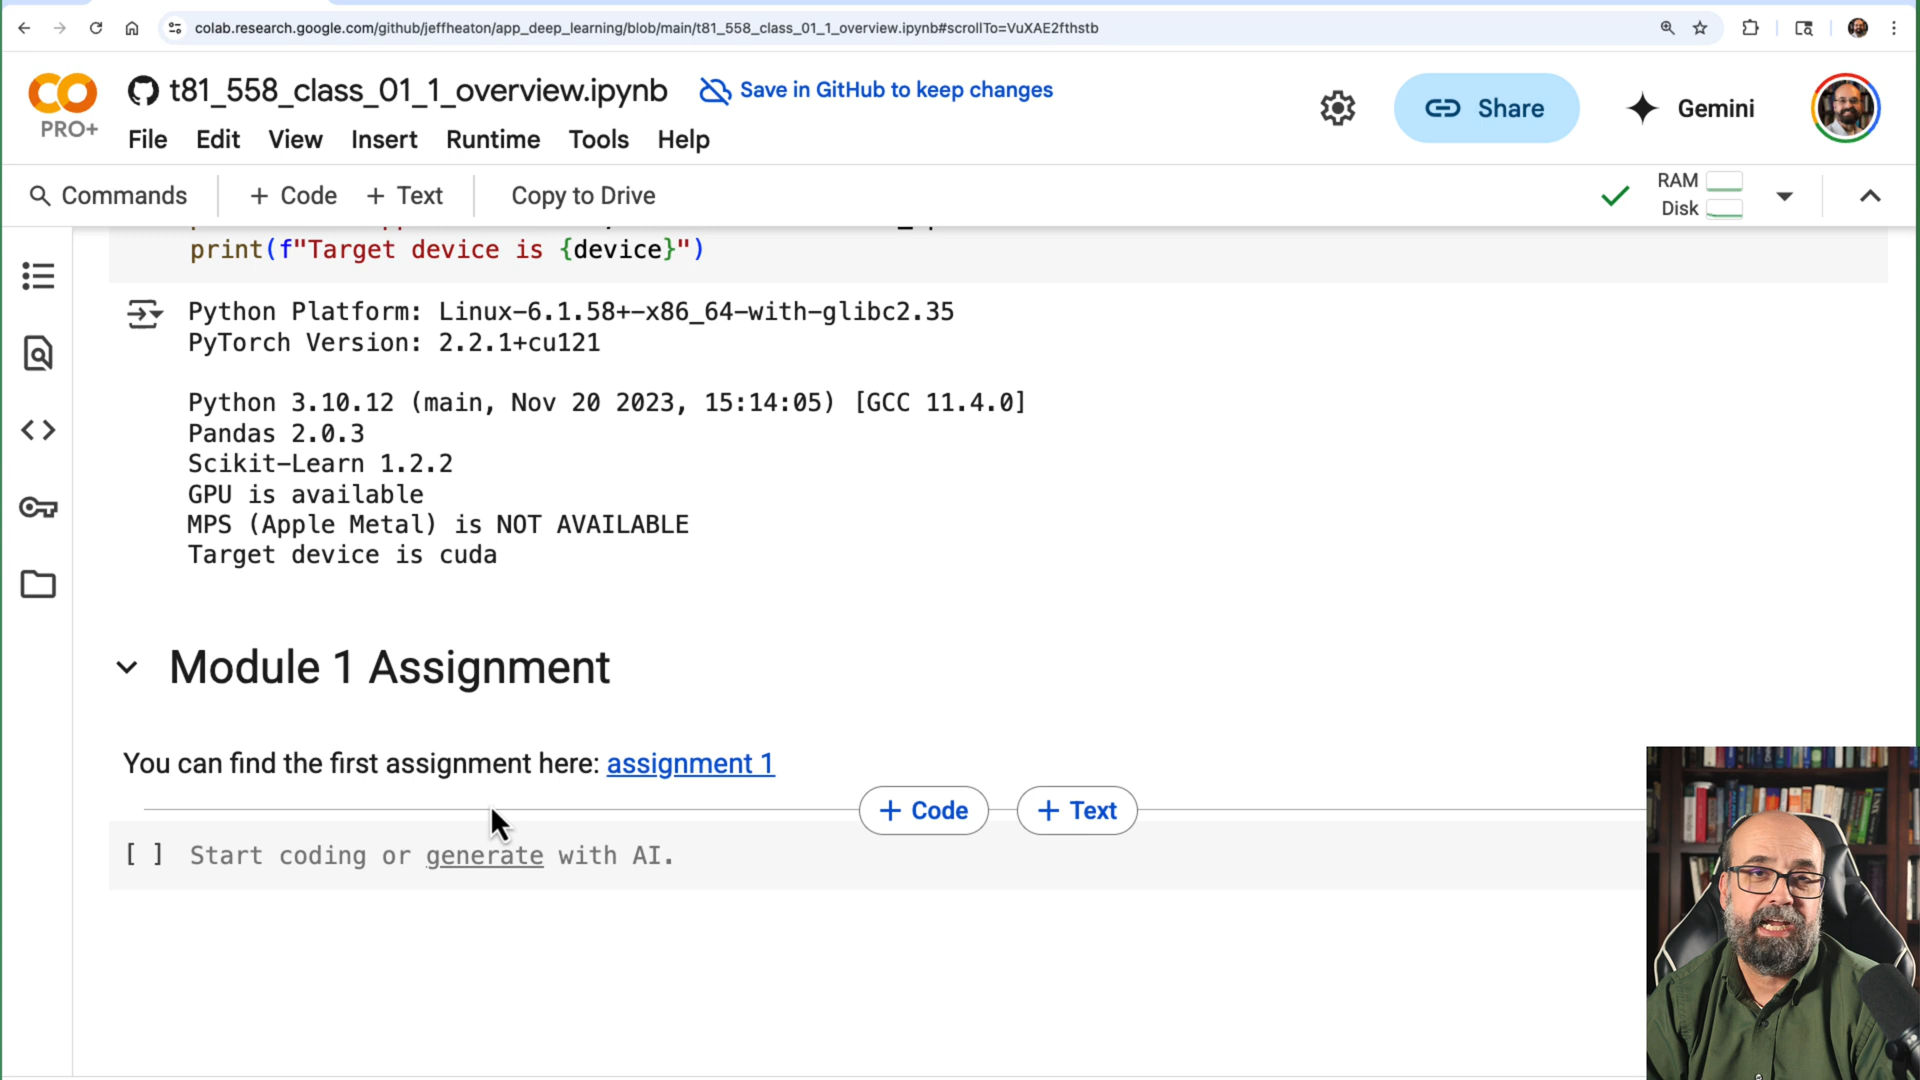 colab.research.google.com/github/jeffheaton/app_deep_learning/blob/main/t81_558_class_01_1_overview.ipynb#scrollTo=VuXAE2fthstb
CO
PRO+
t81_558_class_01_1_overview.ipynb
Save in GitHub to keep changes
File Edit View Insert Runtime Tools Help
Share
Gemini
Commands
+ Code + Text
Copy to Drive
RAM
Disk
print(f"Target device is {device}")
Python Platform: Linux-6.1.58+-x86_64-with-glibc2.35
PyTorch Version: 2.2.1+cu121
Python 3.10.12 (main, Nov 20 2023, 15:14:05) [GCC 11.4.0]
Pandas 2.0.3
Scikit-Learn 1.2.2
GPU is available
MPS (Apple Metal) is NOT AVAILABLE
Target device is cuda
Module 1 Assignment
You can find the first assignment here: assignment 1
+ Code + Text
[ ] Start coding or generate with AI.